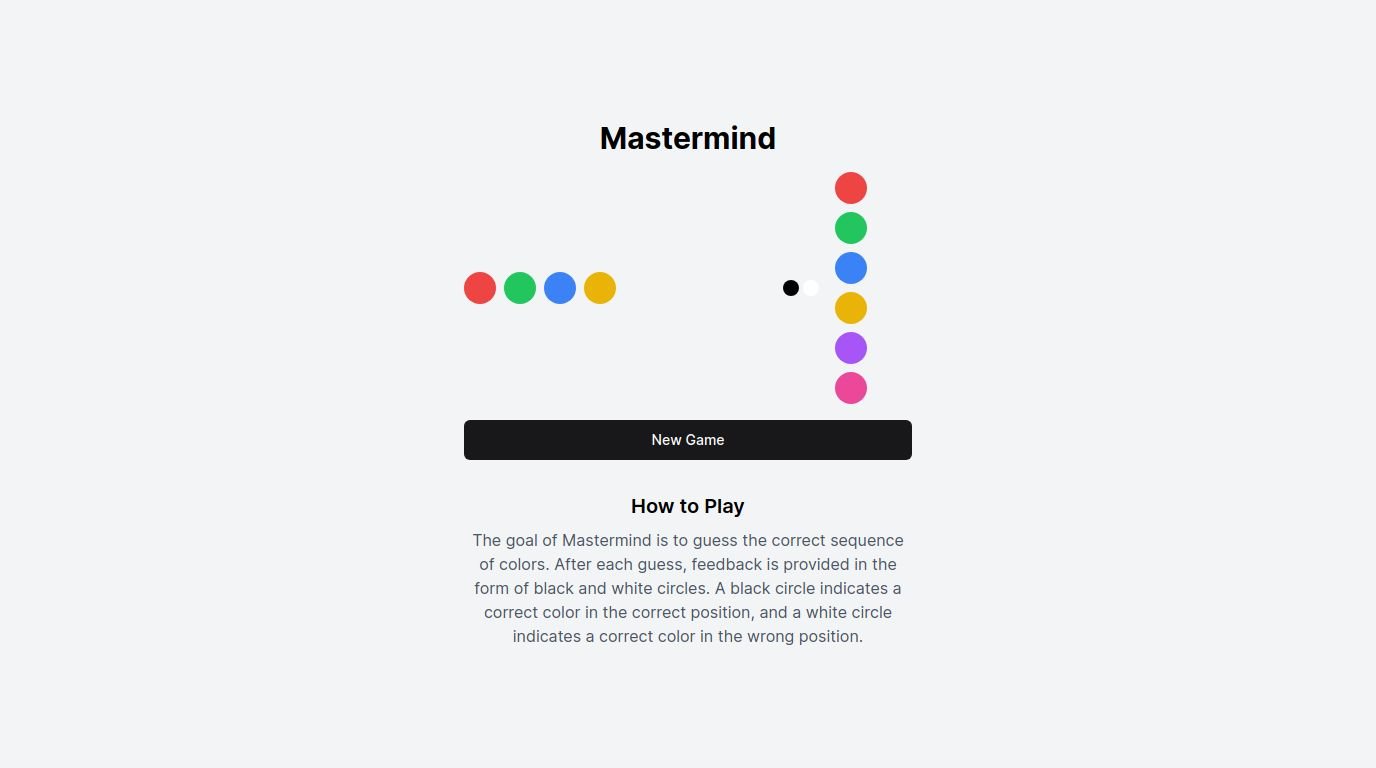 Mastermind
New Game
How to Play
The goal of Mastermind is to guess the correct sequence
of colors. After each guess, feedback is provided in the
form of black and white circles. A black circle indicates a
correct color in the correct position, and a white circle
indicates a correct color in the wrong position.